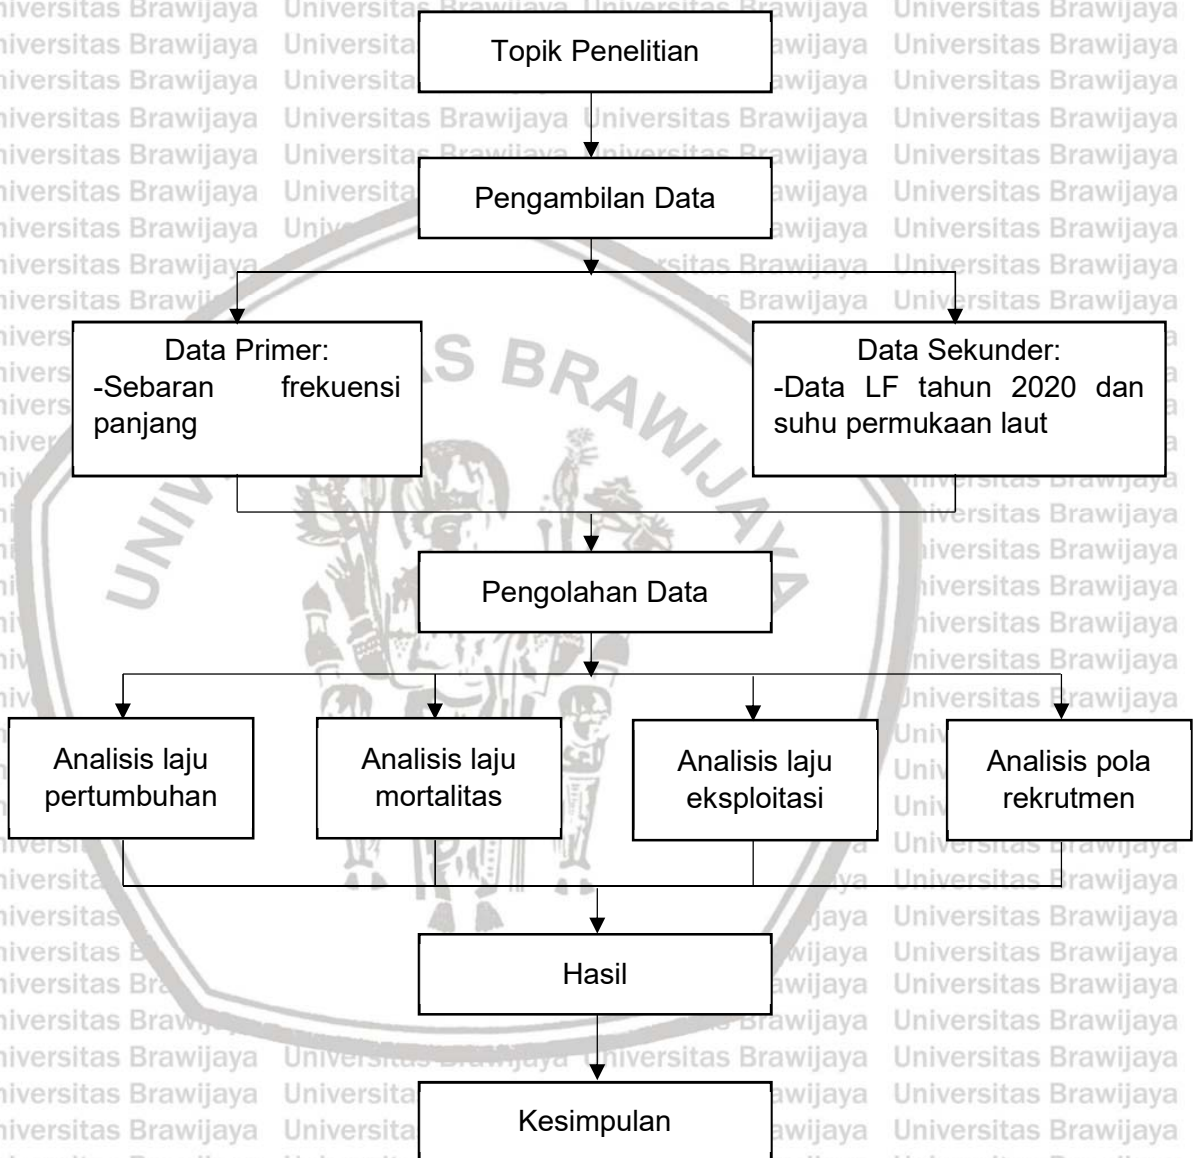 Topik Penelitian
Pengambilan Data
Data Primer:
-Sebaran frekuensi
panjang
Data Sekunder:
-Data LF tahun 2020 dan
suhu permukaan laut
Pengolahan Data
Analisis laju
pertumbuhan
Analisis laju
mortalitas
Analisis laju
eksploitasi
Analisis pola
rekrutmen
Hasil
Kesimpulan